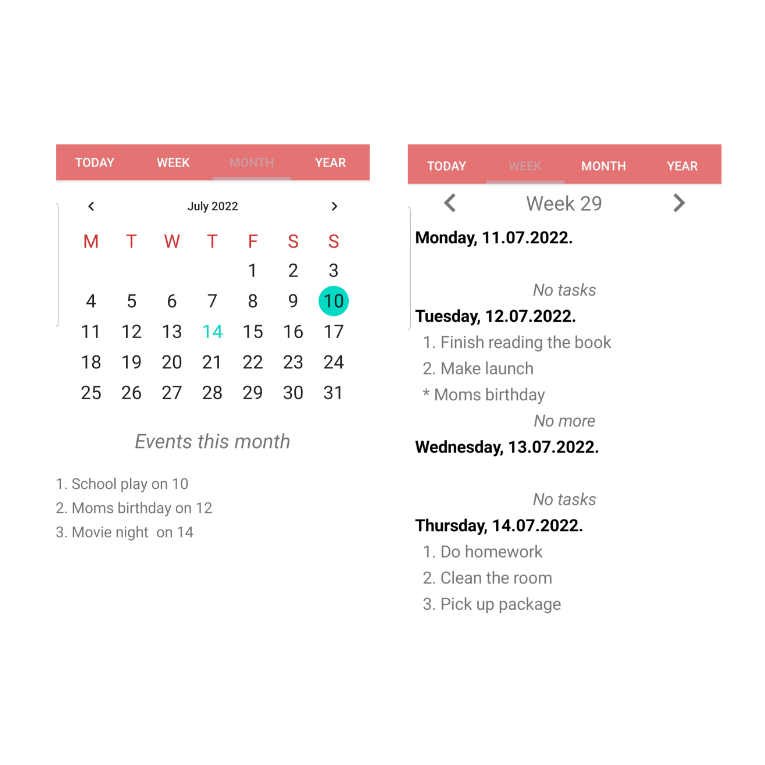 TODAY WEEK MONTH YEAR
July 2022
M T W T F S S
1 2 3
4 5 6 7 8 9 10
11 12 13 14 15 16 17
18 19 20 21 22 23 24
25 26 27 28 29 30 31
Events this month
1. School play on 10
2. Moms birthday on 12
3. Movie night  on 14
TODAY WEEK MONTH YEAR
Week 29
Monday, 11.07.2022.
No tasks
Tuesday, 12.07.2022.
1. Finish reading the book
2. Make launch
* Moms birthday
No more
Wednesday, 13.07.2022.
No tasks
Thursday, 14.07.2022.
1. Do homework
2. Clean the room
3. Pick up package